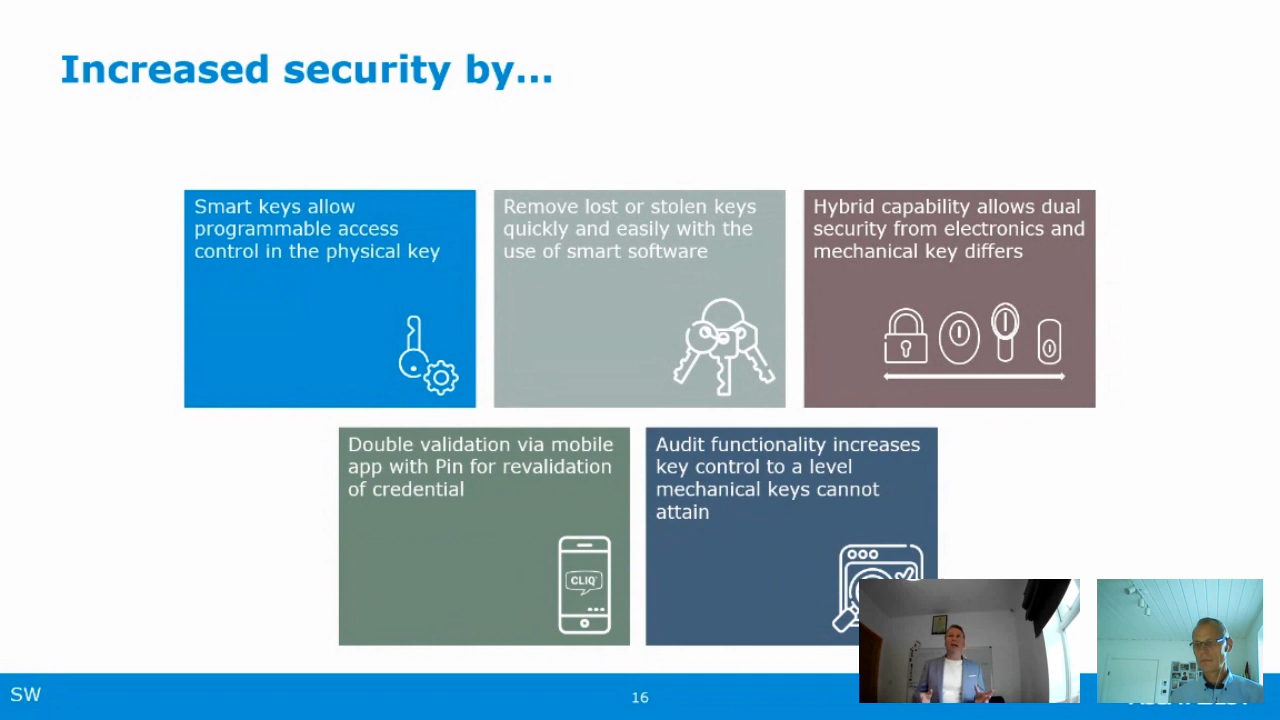 Increased security by...
Smart keys allow
programmable access
control in the physical key
Remove lost or stolen keys
quickly and easily with the
use of smart software
Hybrid capability allows dual
security from electronics and
mechanical key differs
Double validation via mobile
app with Pin for revalidation
of credential
CLIQ
Audit functionality increases
key control to a level
mechanical keys cannot
attain
SW
16